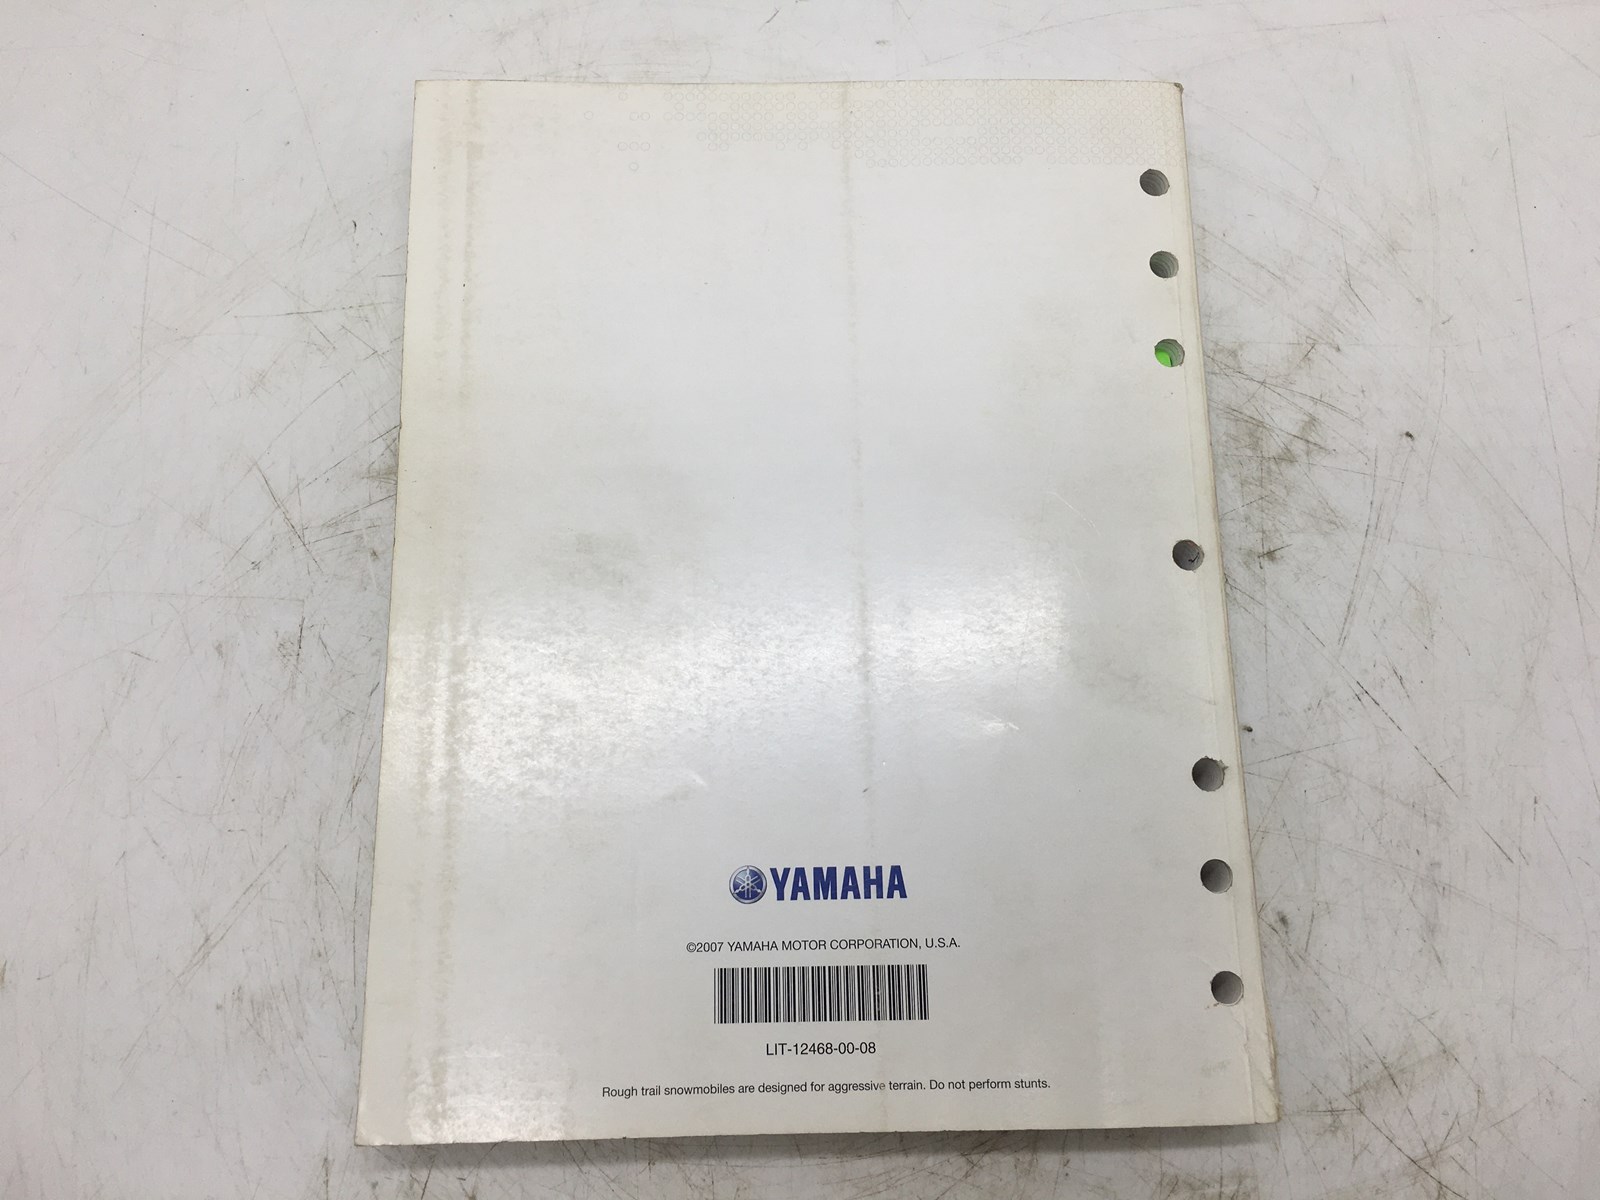 YAMAHA
©2007 YAMAHA MOTOR CORPORATION, U.S.A.
LIT-12468-00-08
Rough trail snowmobiles are designed for aggressive terrain. Do not perform stunts.